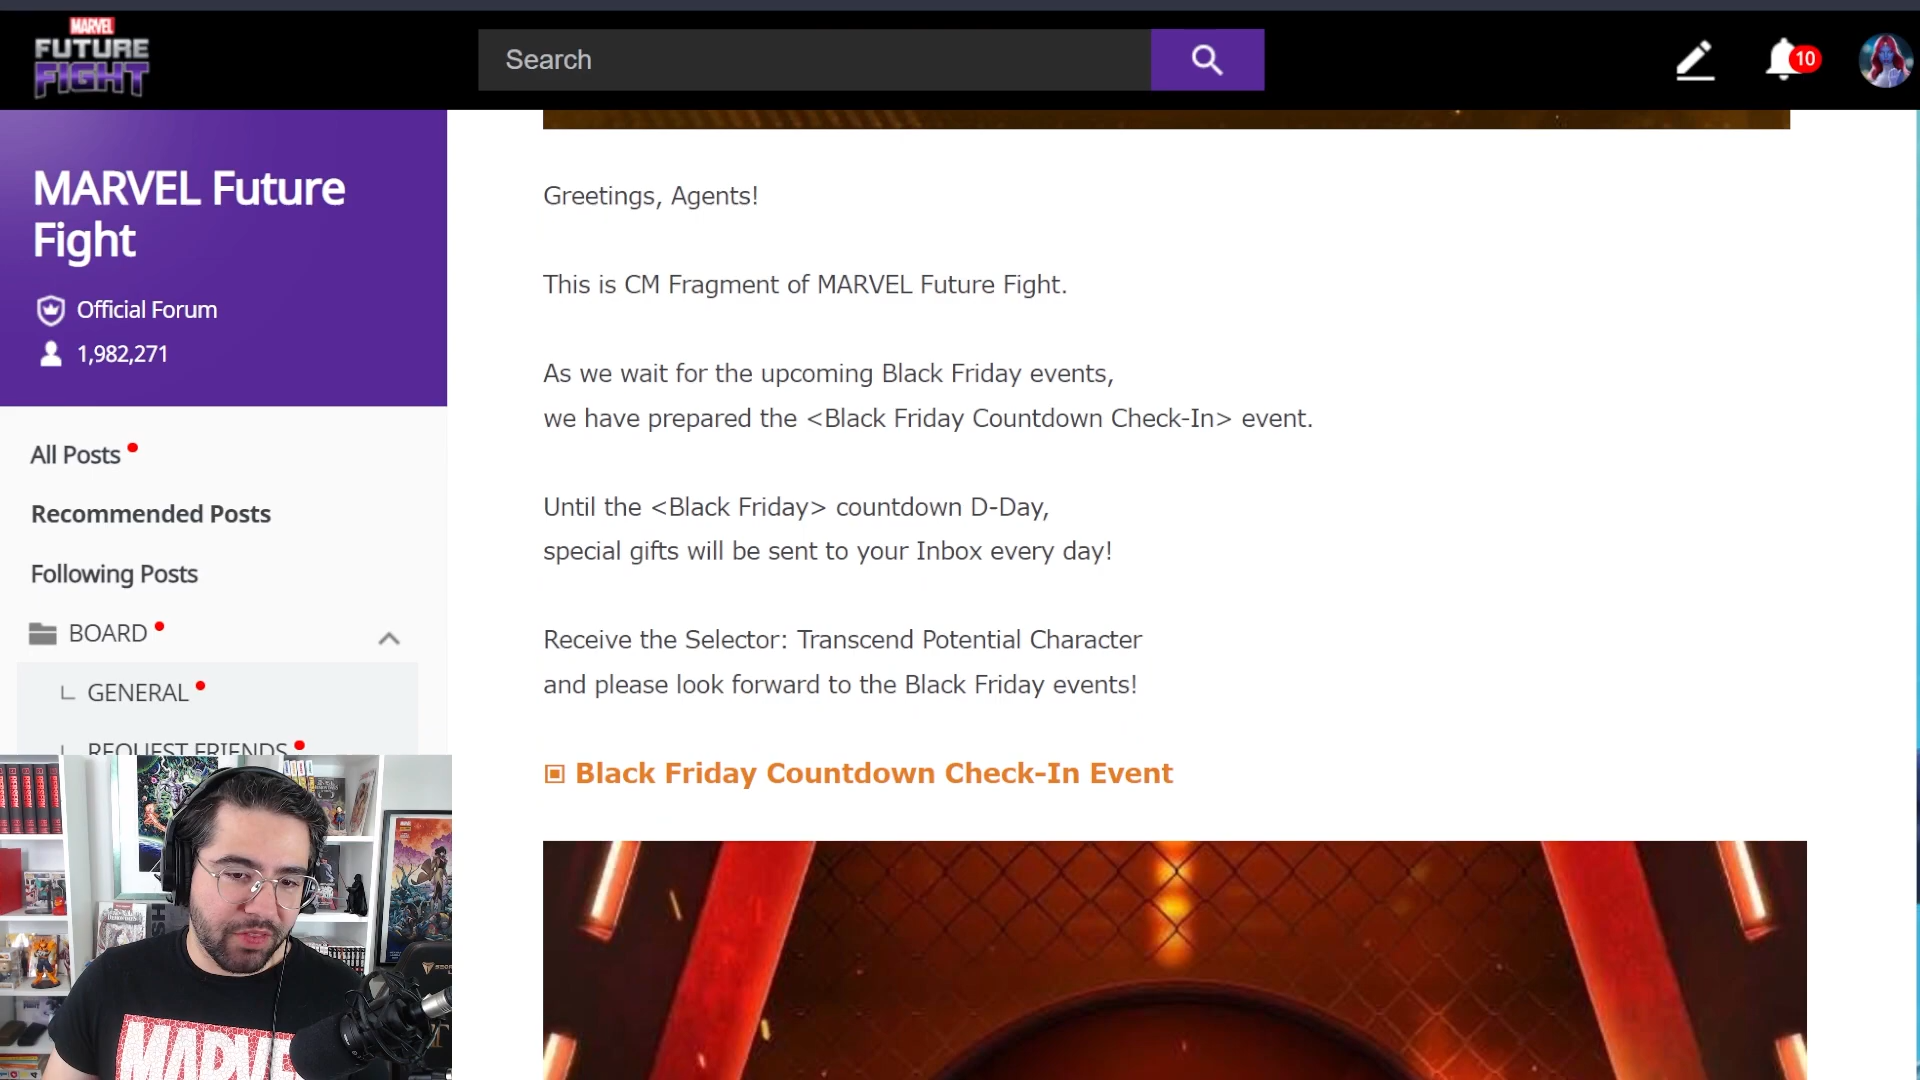 MARVEL
FUTURE
FIGHT
Search
10
MARVEL Future
Fight
Official Forum
1,982,271
All Posts
Recommended Posts
Following Posts
BOARD
GENERAL
REQUEST FRIENDS
Greetings, Agents!
This is CM Fragment of MARVEL Future Fight.
As we wait for the upcoming Black Friday events,
we have prepared the <Black Friday Countdown Check-In> event.
Until the <Black Friday> countdown D-Day,
special gifts will be sent to your Inbox every day!
Receive the Selector: Transcend Potential Character
and please look forward to the Black Friday events!
Black Friday Countdown Check-In Event
MARVEL